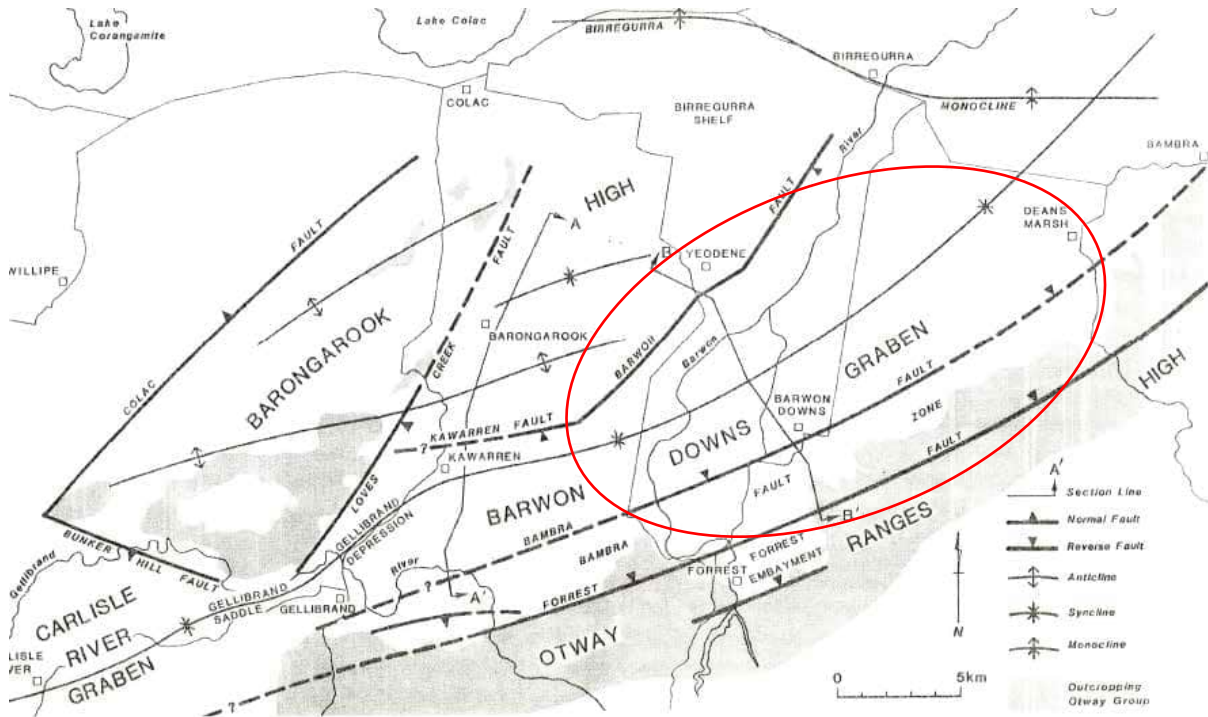 Lake
Corangamite
Lake Colac
BIRREGURRA
BIRREGURRA
COLAC
BIRREGURRA
SHELF
MONOCLINE
River
BAMBRA
HIGH
A
FAULT
FAULT
FAULT
DEANS
MARSH
WILLIPE
B
YEODENE
BARONGAROOK
BARONGAROOK
CREEK
BARWON
Barwon
GRABEN
COLAC
HIGH
FAULT
BARWON
DOWNS
ZONE
? KAWARREN FAULT
KAWARREN
DOWNS
FAULT
A'
LOVES
BARWON
FAULT
Section Line
Normal Fault
GELLIBRAND
DEPRESSION
BAMBRA
B'
RANGES
Reverse Fault
Gellibrand
BUNKER
HILL FAULT
River
BAMBRA
FORREST
FORREST
EMBAYMENT
Anticline
GELLIBRAND
SADDLE
GELLIBRAND
?
A'
FORREST
CARLISLE
RIVER
GRABEN
OTWAY
N
Syncline
Monocline
LISLE
VER
0
5km
?
Outcropping
Otway Group